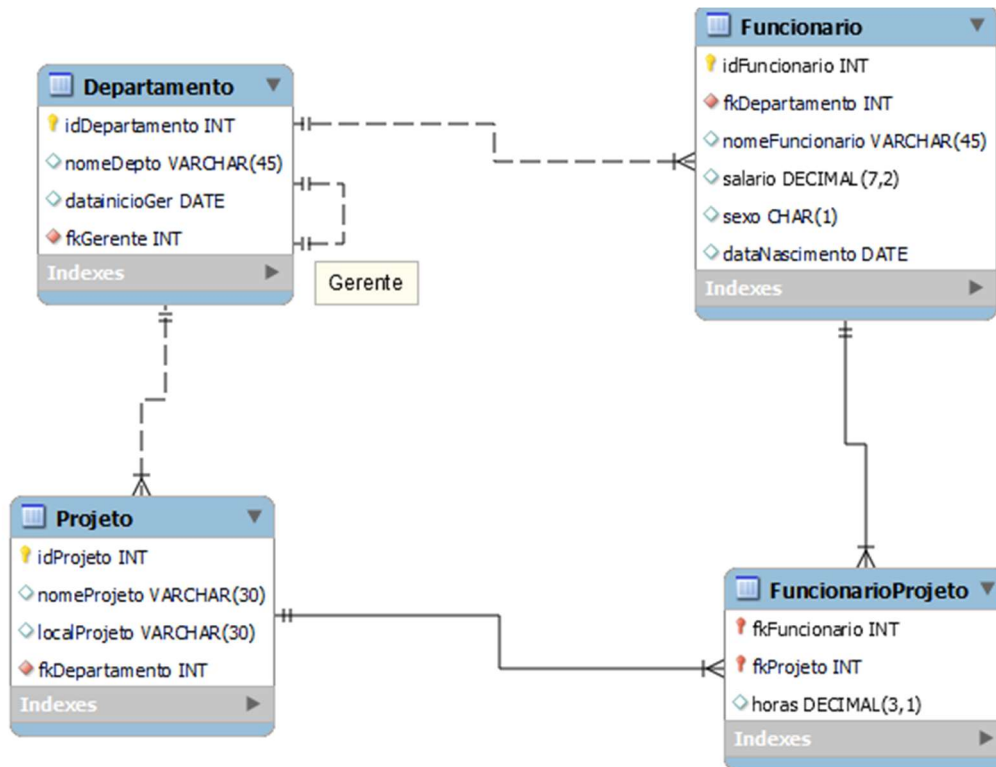 Departamento
idDepartamento INT
nomeDepto VARCHAR(45)
datainicioGer DATE
fkGerente INT
Indexes
Gerente
Funcionario
idFuncionario INT
fkDepartamento INT
nomeFuncionario VARCHAR(45)
salario DECIMAL(7,2)
sexo CHAR(1)
dataNascimento DATE
Indexes
Projeto
idProjeto INT
nomeProjeto VARCHAR(30)
localProjeto VARCHAR(30)
fkDepartamento INT
Indexes
FuncionarioProjeto
fkFuncionario INT
fkProjeto INT
horas DECIMAL(3,1)
Indexes